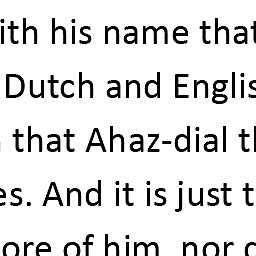 ith his name that
Dutch and Englis
that Ahaz-dial t
es. And it is just t
ore of him, nor